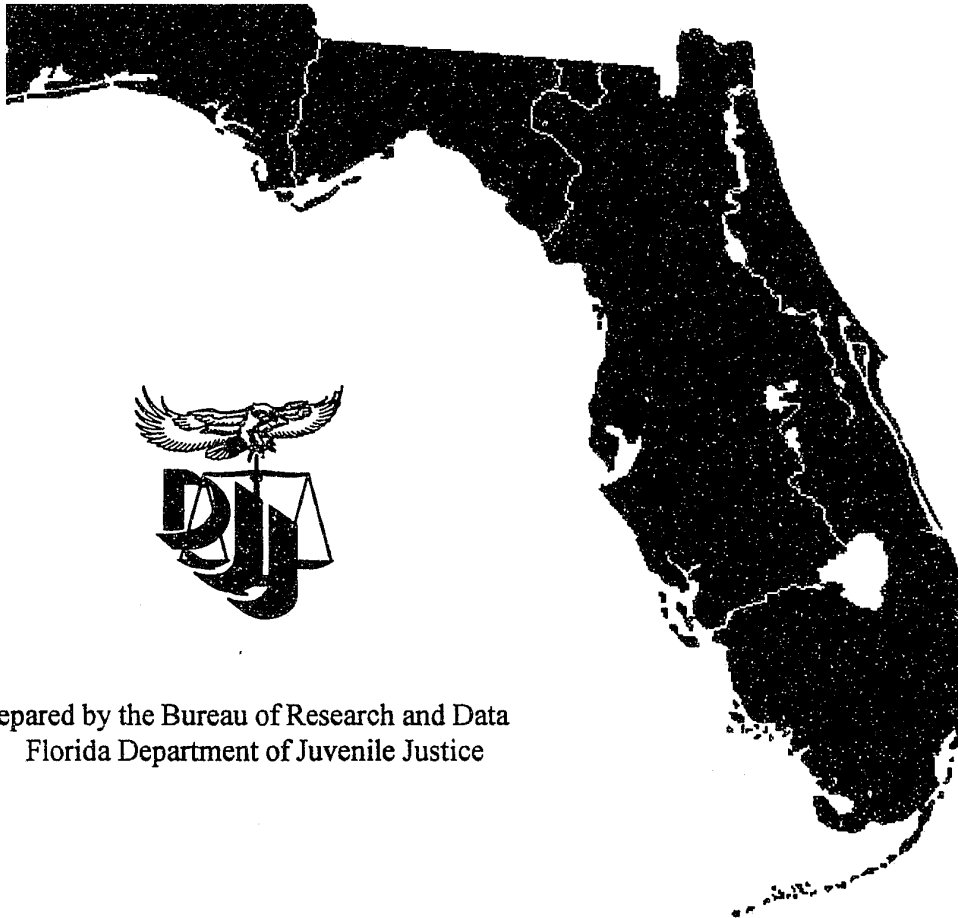 DJJ
epared by the Bureau of Research and Data
Florida Department of Juvenile Justice